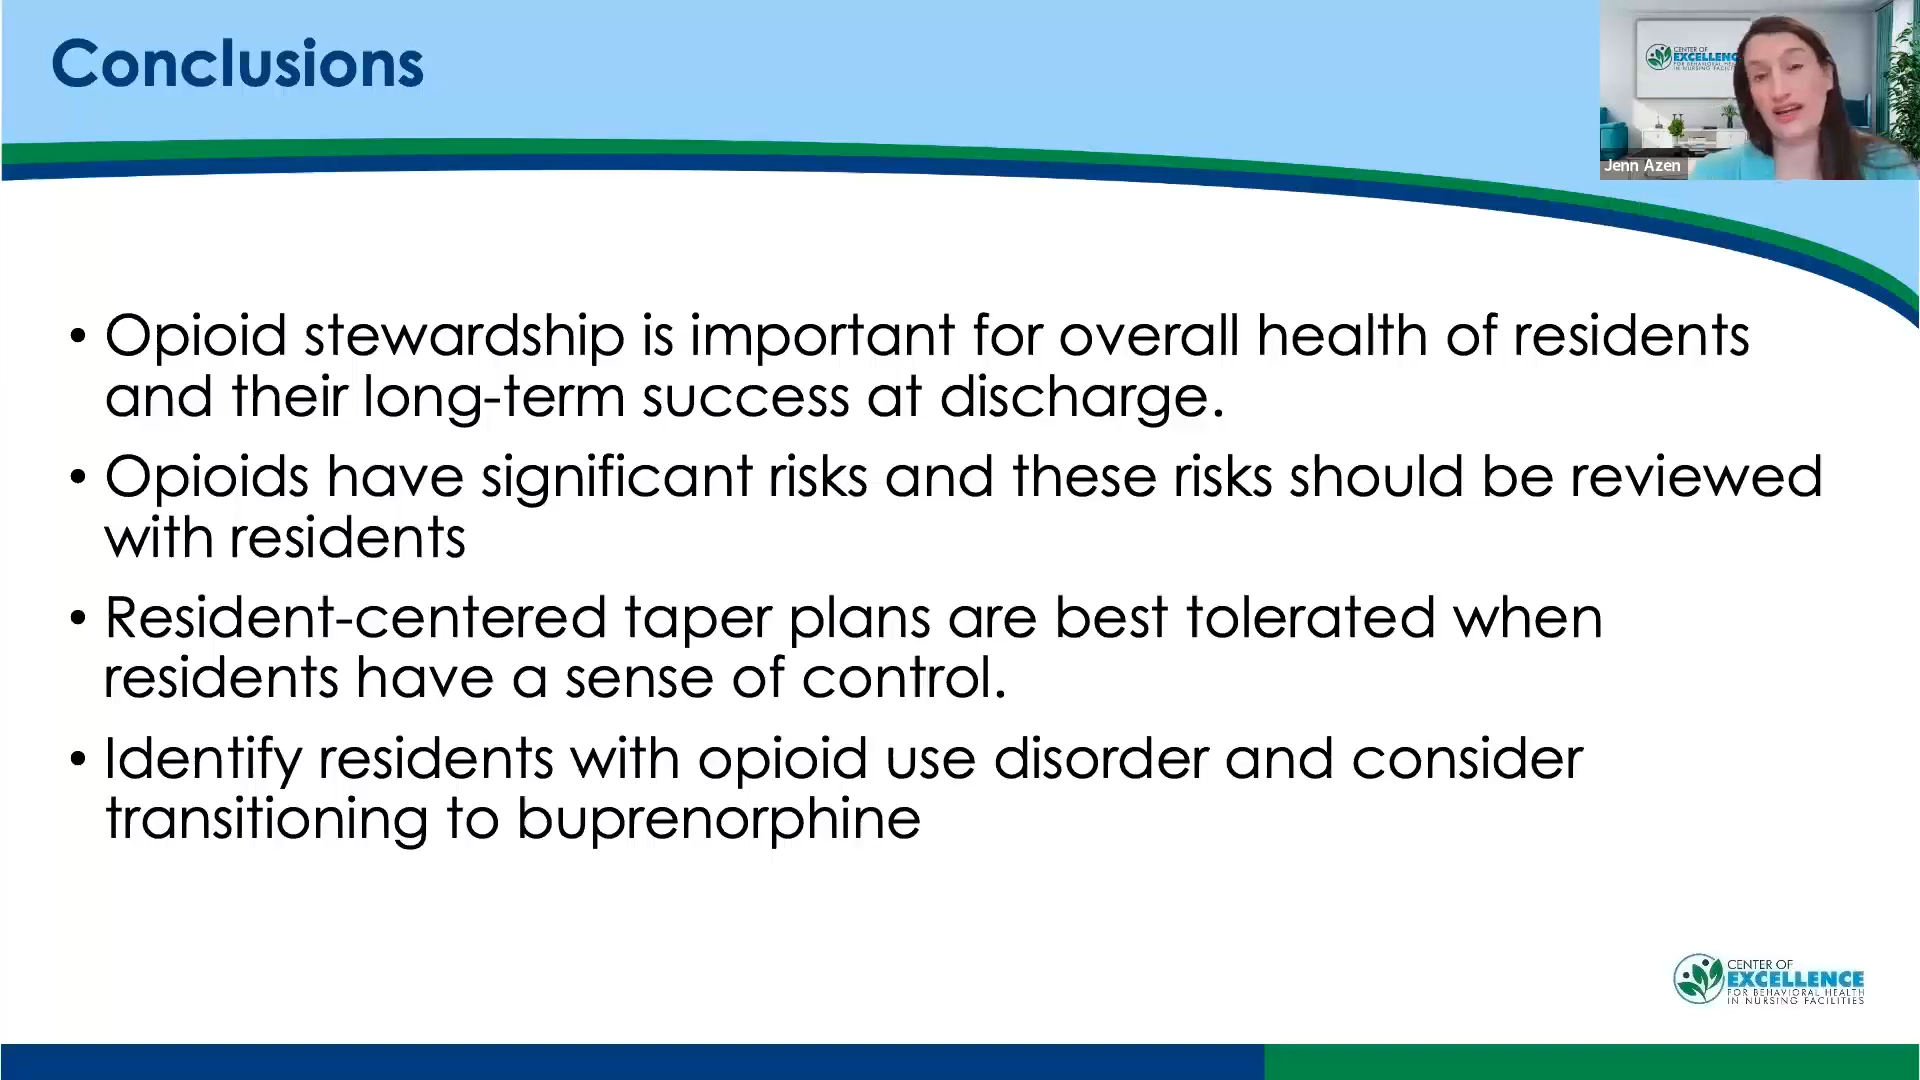 Conclusions
CENTER OF
EXCELLENC
Jenn Azen
• Opioid stewardship is important for overall health of residents
and their long-term success at discharge.
• Opioids have significant risks and these risks should be reviewed
with residents
• Resident-centered taper plans are best tolerated when
residents have a sense of control.
• Identify residents with opioid use disorder and consider
transitioning to buprenorphine
CENTER OF
EXCELLENCE
FOR BEHAVIORAL HEALTH
IN NURSING FACILITIES